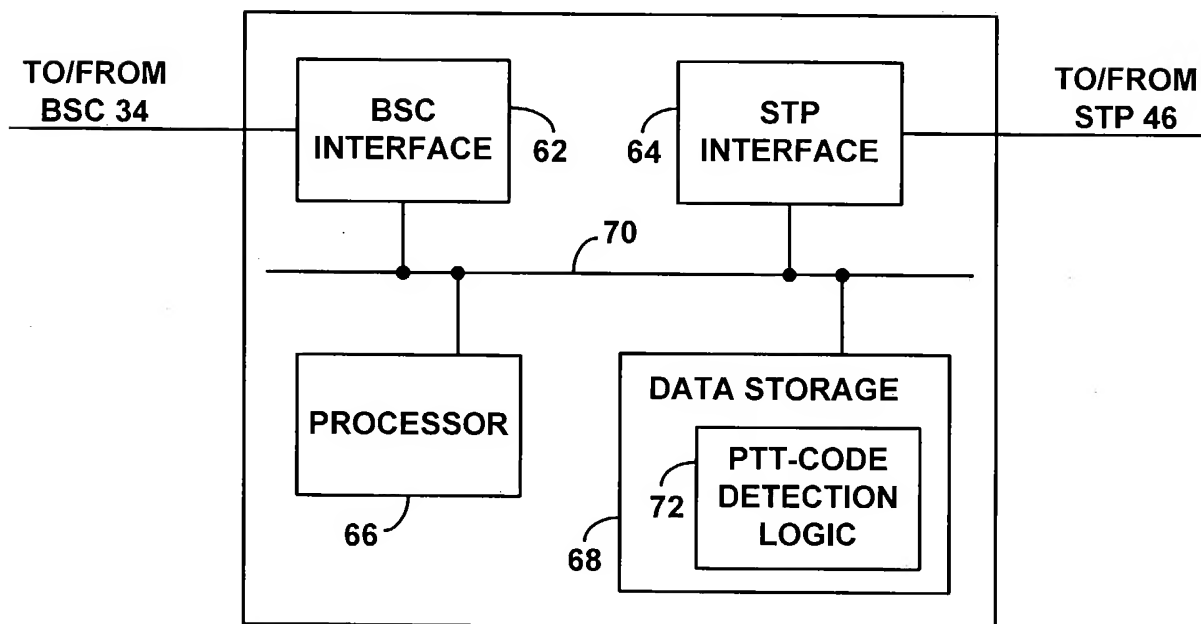 TO/FROM
BSC 34
BSC
INTERFACE
62
64
STP
INTERFACE
TO/FROM
STP 46
70
PROCESSOR
66
DATA STORAGE
68
72
PTT-CODE
DETECTION
LOGIC